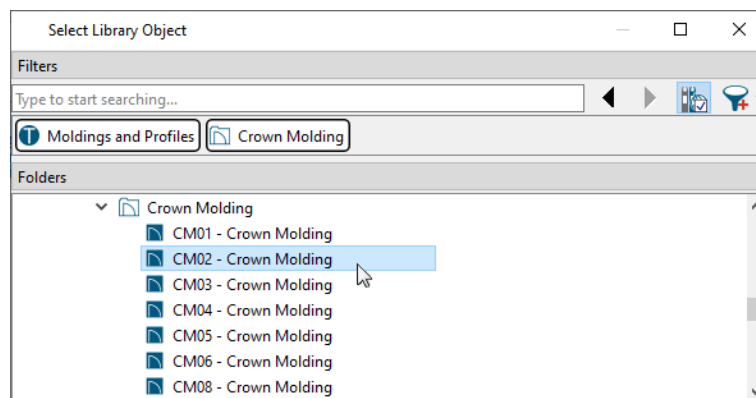 Select Library Object
Filters
Type to start searching...
Moldings and Profiles Crown Molding
Folders
Crown Molding
CM01 - Crown Molding
CM02 - Crown Molding
CM03 - Crown Molding
CM04 - Crown Molding
CM05 - Crown Molding
CM06 - Crown Molding
CM08 - Crown Molding